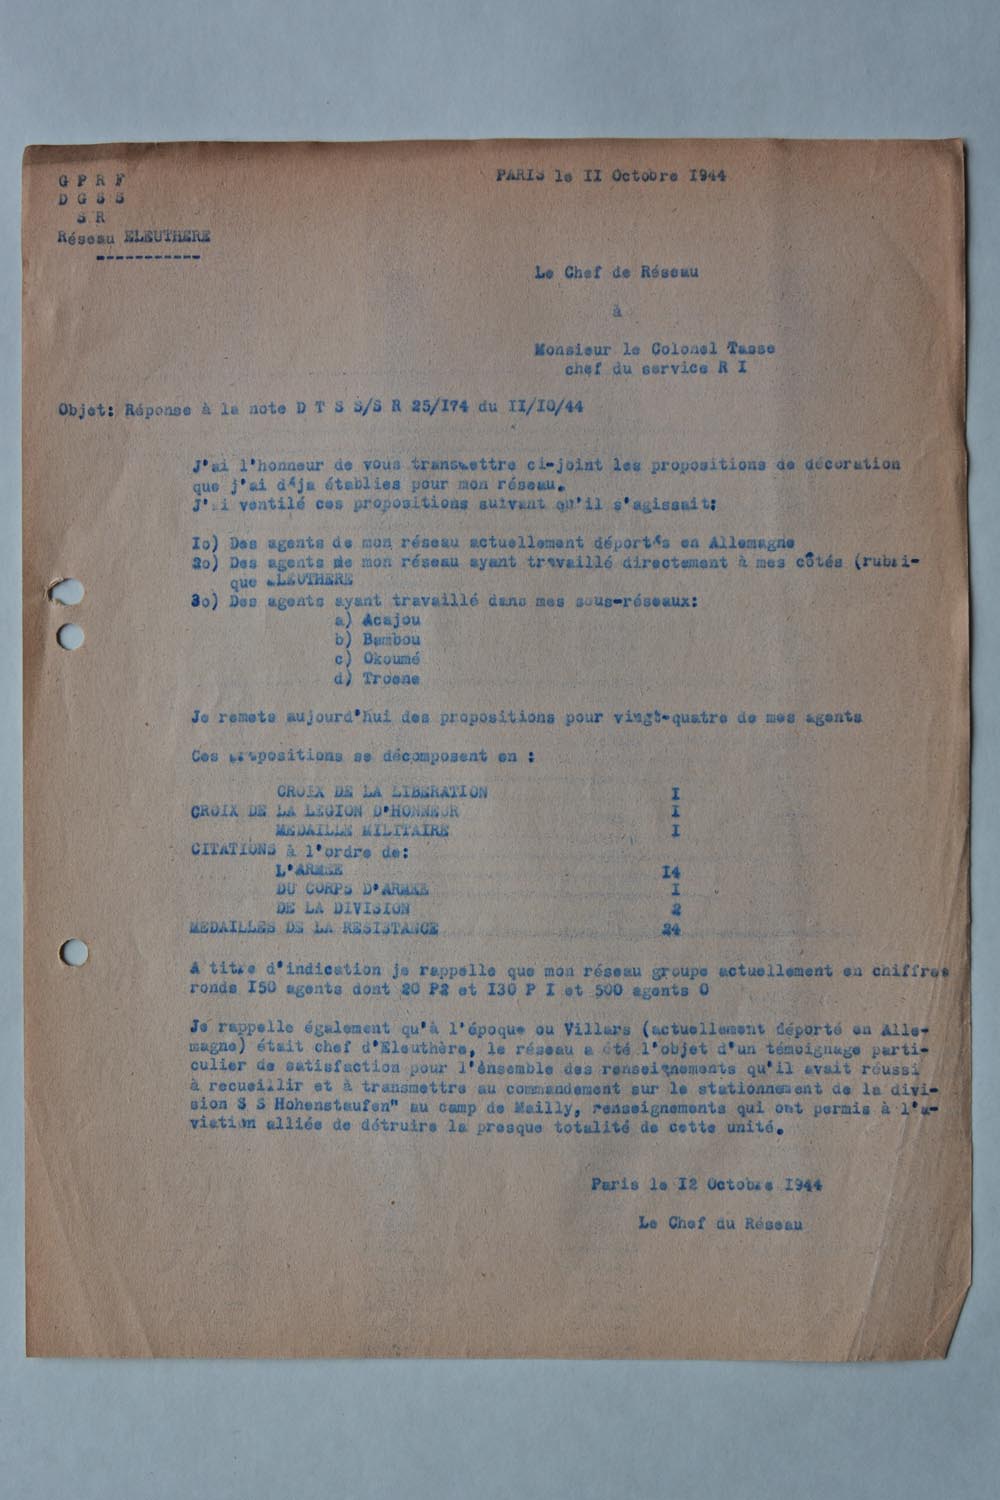 G P R F
D G S S
S R
Réseau ELEUTHERE
-----------
PARIS le II Octobre I944
Le Chef de Réseau
à
Monsieur le Colonel Tasse
chef du service R I
Objet: Réponse à la note D T S S/S R 25/I74 du II/I0/44
J'ai l'honneur de vous transmettre ci-joint les propositions de décoration
que j'ai déja établies pour mon réseau.
J'ai ventilé ces propositions suivant qu'il s'agissait:
Io) Des agents de mon réseau actuellement déportés en Allemagne
2o) Des agents de mon réseau ayant travaillé directement à mes côtés (rubri-
que ELEUTHERE
3o) Des agents ayant travaillé dans mes sous-réseaux:
a) Acajou
b) Bambou
c) Okoumé
d) Troene
Je remets aujourd'hui des propositions pour vingt-quatre de mes agents
Ces propositions se décomposent en :
CROIX DE LA LIBERATION I
CROIX DE LA LEGION D'HONNEUR I
MEDAILLE MILITAIRE I
CITATIONS à l'ordre de:
L'ARMEE I4
DU CORPS D'ARMEE I
DE LA DIVISION 2
MEDAILLES DE LA RESISTANCE 24
A titre d'indication je rappelle que mon réseau groupe actuellement en chiffres
ronds I50 agents dont 20 P2 et I30 P I et 500 agents O
Je rappelle également qu'à l'époque ou Villars (actuellement déporté en Alle-
magne) était chef d'Eleuthère, le réseau a été l'objet d'un témoignage parti-
culier de satisfaction pour l'énsemble des renseignements qu'il avait réussi
à recueillir et à transmettre au commandement sur le stationnement de la divi-
sion S S Hohenstaufen" au camp de Mailly, renseignements qui ont permis à l'a-
viation alliée de détruire la presque totalité de cette unité.
Paris le I2 Octobre I944
Le Chef du Réseau